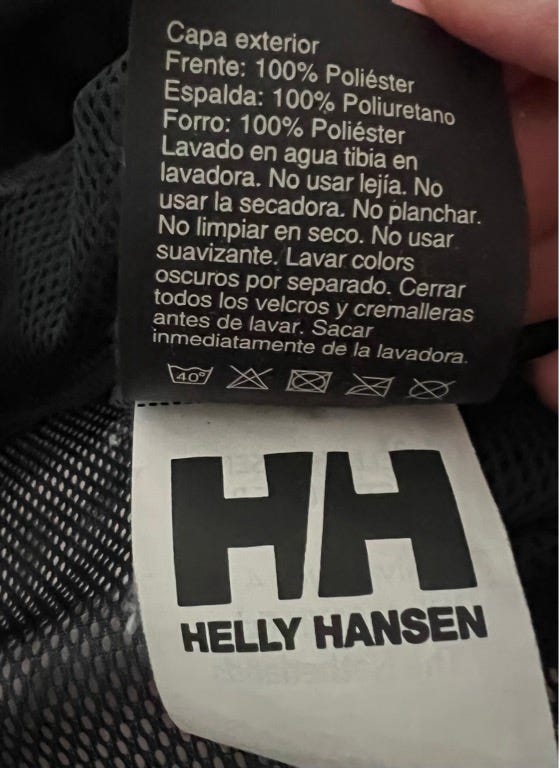 Capa exterior
Frente: 100% Poliéster
Espalda: 100% Poliuretano
Forro: 100% Poliéster
Lavado en agua tibia en
lavadora. No usar lejía. No
usar la secadora. No planchar.
No limpiar en seco. No usar
suavizante. Lavar colors
oscuros por separado. Cerrar
todos los velcros y cremalleras
antes de lavar. Sacar
inmediatamente de la lavadora.
40°
HH
HELLY HANSEN